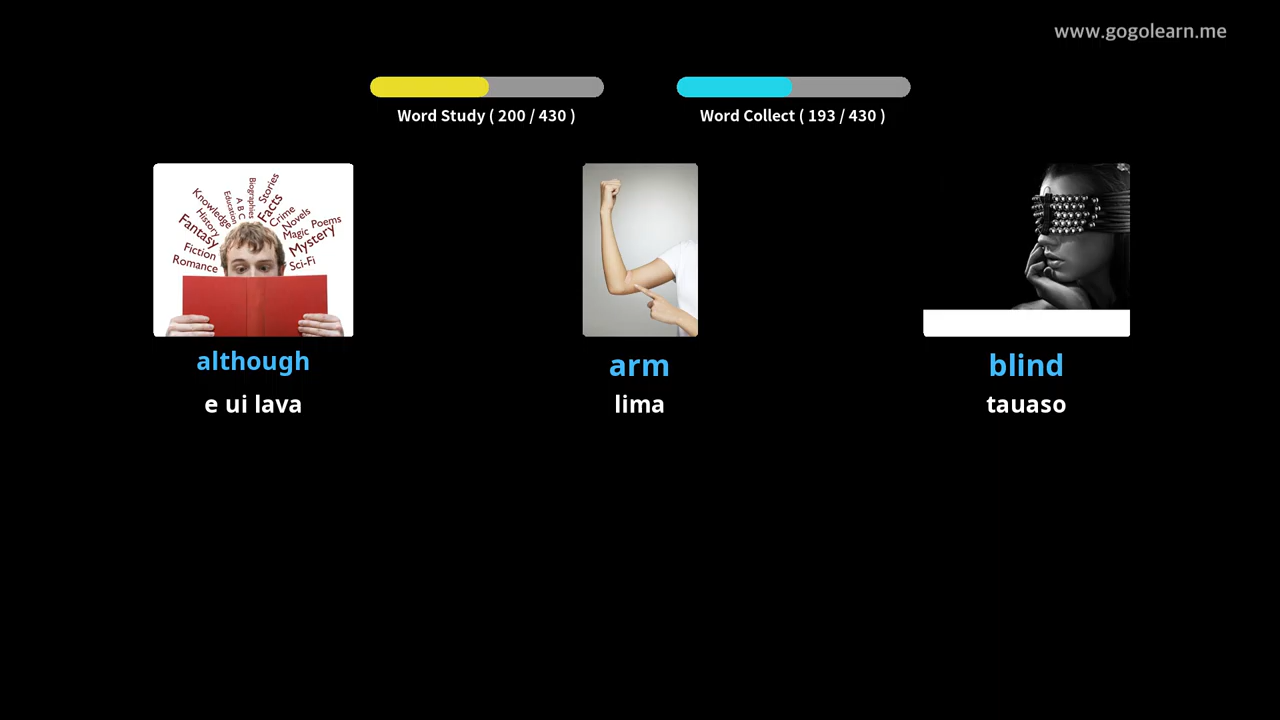 www.gogolearn.me
Word Study ( 200 / 430 )
Word Collect ( 193 / 430 )
Knowledge
History
Fantasy
Fiction
Romance
Education
A B C
Biographies
Stories
Facts
Crime
Novels
Magic
Poems
Mystery
Sci-Fi
although
arm
blind
e ui lava
lima
tauaso